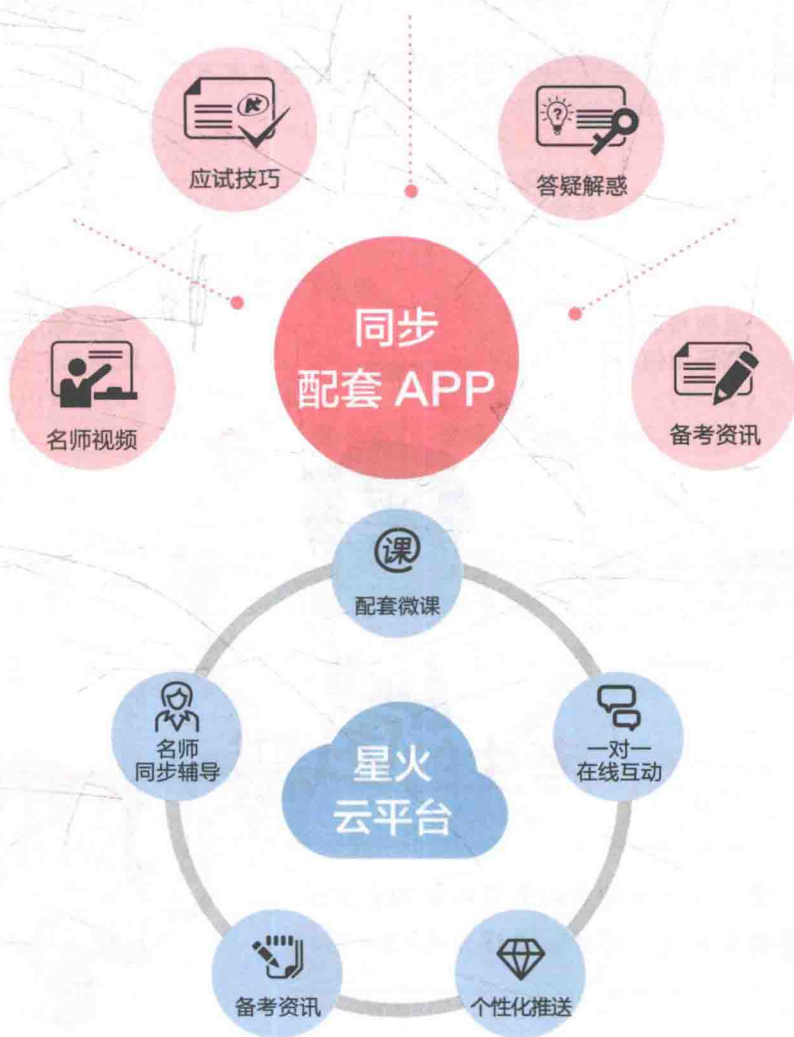 应试技巧
答疑解惑
同步
配套 APP
名师视频
备考资讯
课
配套微课
名师
同步辅导
一对一
在线互动
星火
云平台
备考资讯
个性化推送